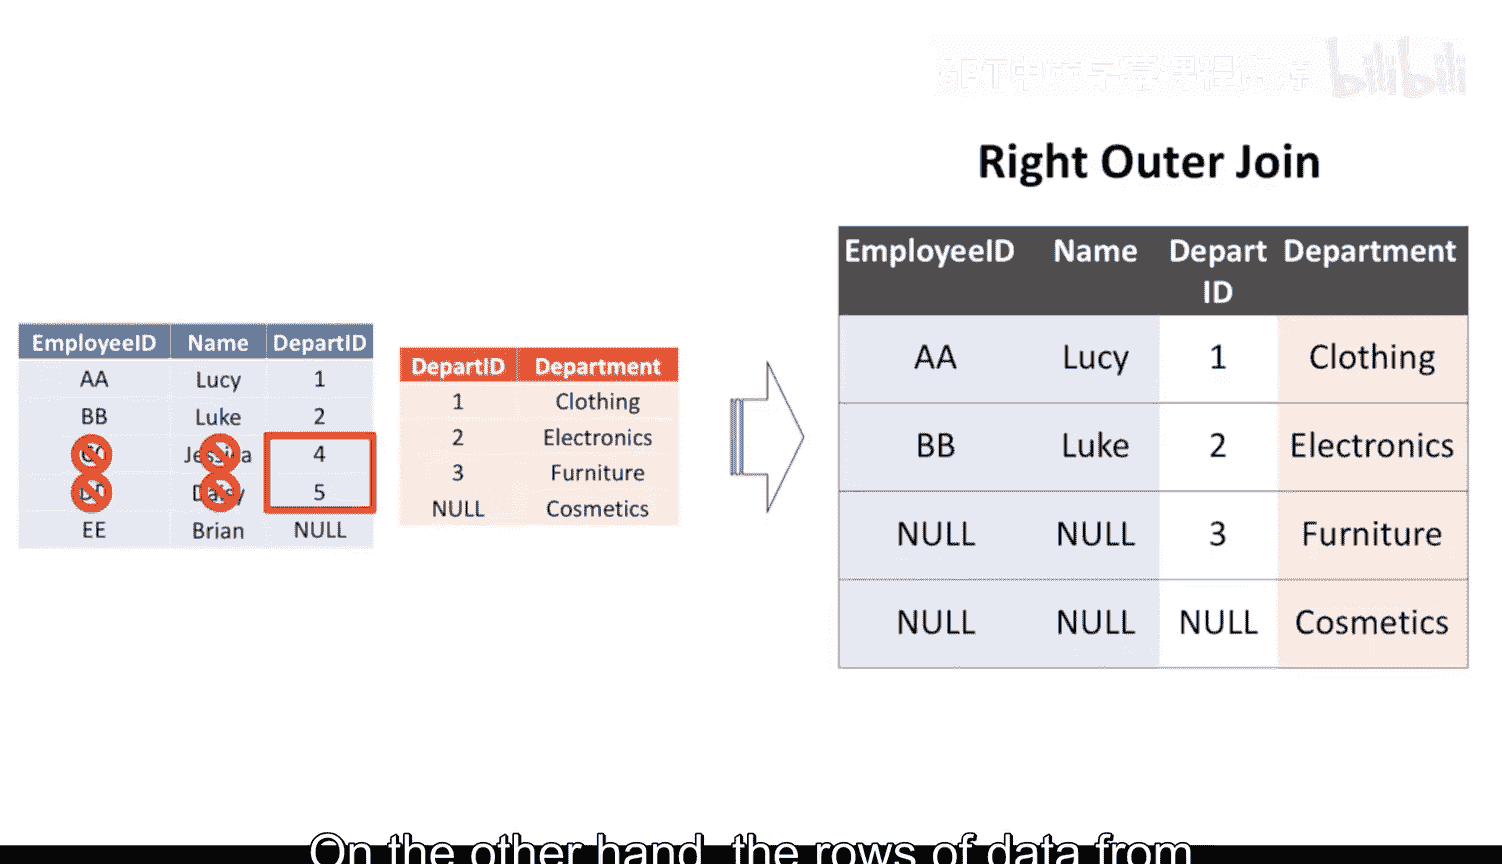 bilibili
Right Outer Join
EmployeeID Name DepartID
AA Lucy 1
BB Luke 2
4
5
EE Brian NULL
DepartID Department
1 Clothing
2 Electronics
3 Furniture
NULL Cosmetics
EmployeeID Name Depart ID Department
AA Lucy 1 Clothing
BB Luke 2 Electronics
NULL NULL 3 Furniture
NULL NULL NULL Cosmetics
On the other hand, the rows of data from